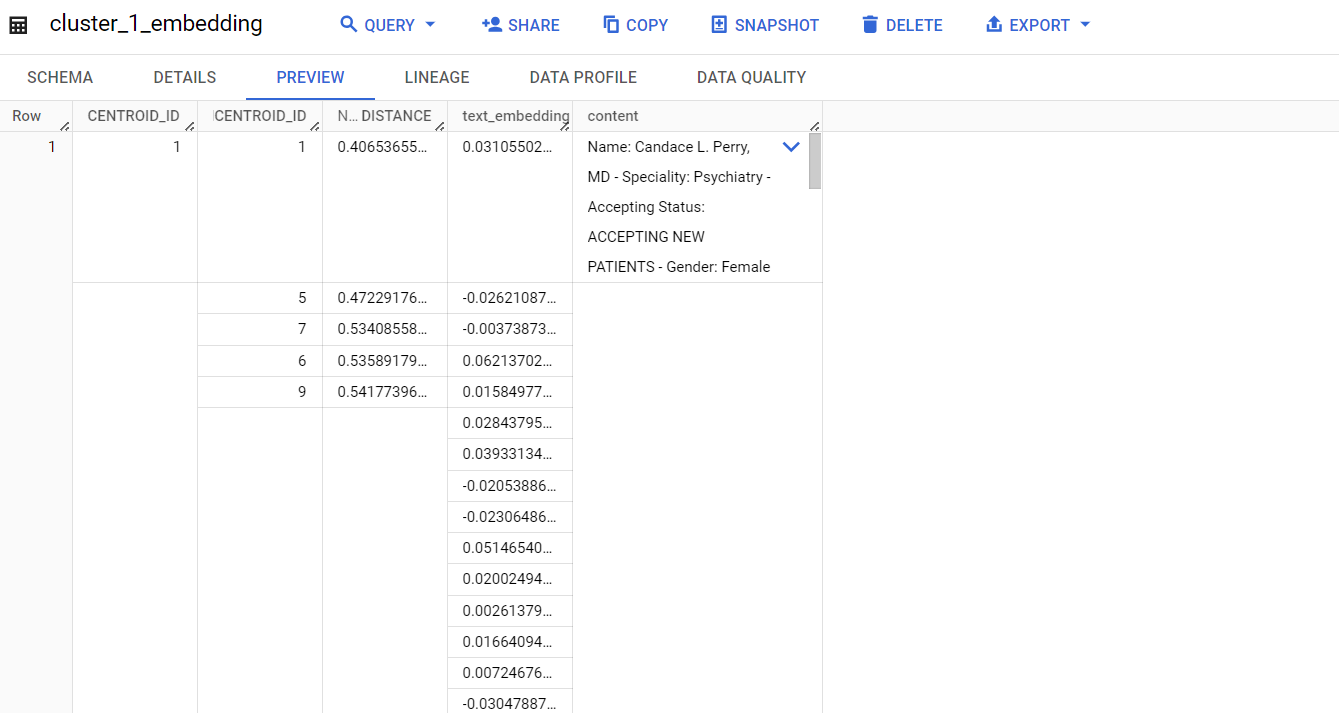 cluster_1_embedding QUERY SHARE COPY SNAPSHOT DELETE EXPORT
SCHEMA DETAILS PREVIEW LINEAGE DATA PROFILE DATA QUALITY
Row CENTROID_ID CENTROID_ID N... DISTANCE text_embedding content
1 1 1 0.40653655... 0.03105502... Name: Candace L. Perry,
MD - Speciality: Psychiatry -
Accepting Status:
ACCEPTING NEW
PATIENTS - Gender: Female
5 0.47229176... -0.02621087...
7 0.53408558... -0.00373873...
6 0.53589179... 0.06213702...
9 0.54177396... 0.01584977...
0.02843795...
0.03933134...
-0.02053886...
-0.02306486...
0.05146540...
0.02002494...
0.00261379...
0.01664094...
0.00724676...
-0.03047887...